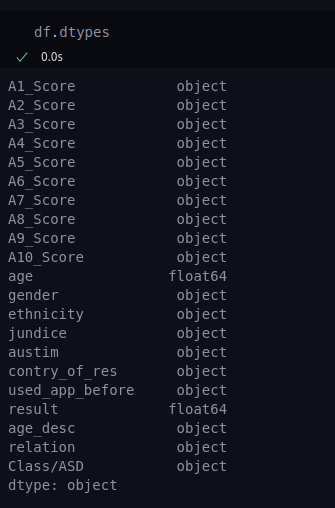 df.dtypes
0.0s
A1_Score object
A2_Score object
A3_Score object
A4_Score object
A5_Score object
A6_Score object
A7_Score object
A8_Score object
A9_Score object
A10_Score object
age float64
gender object
ethnicity object
jundice object
austim object
contry_of_res object
used_app_before object
result float64
age_desc object
relation object
Class/ASD object
dtype: object